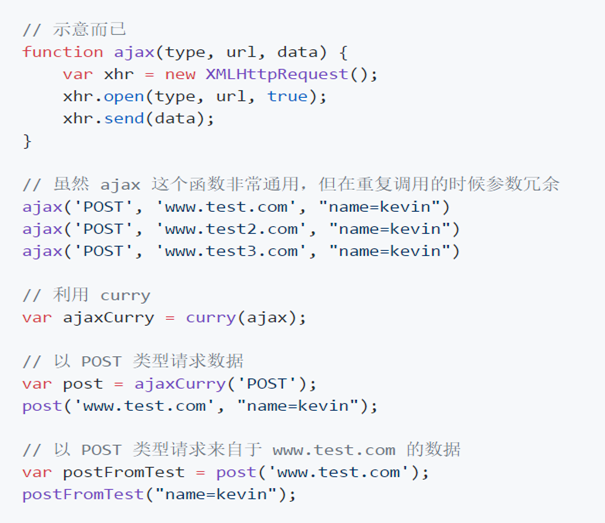 // 示意而已
function ajax(type, url, data) {
    var xhr = new XMLHttpRequest();
    xhr.open(type, url, true);
    xhr.send(data);
}

// 虽然 ajax 这个函数非常通用，但在重复调用的时候参数冗余
ajax('POST', 'www.test.com', "name=kevin")
ajax('POST', 'www.test2.com', "name=kevin")
ajax('POST', 'www.test3.com', "name=kevin")

// 利用 curry
var ajaxCurry = curry(ajax);

// 以 POST 类型请求数据
var post = ajaxCurry('POST');
post('www.test.com', "name=kevin");

// 以 POST 类型请求来自于 www.test.com 的数据
var postFromTest = post('www.test.com');
postFromTest("name=kevin");